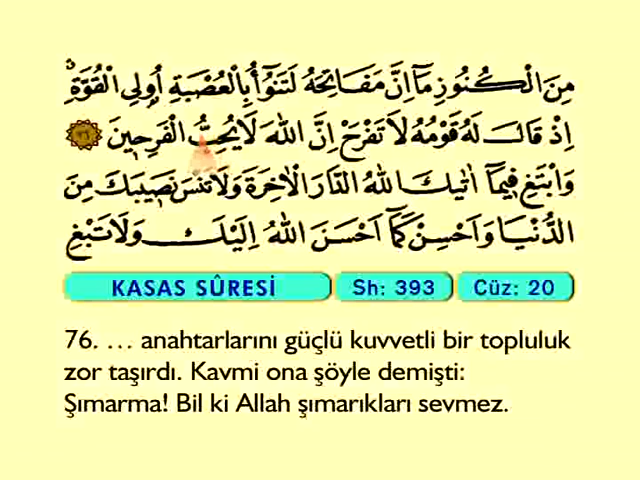 مِنَ الْكُنُوزِ مَٓا اِنَّ مَفَاتِحَهُ لَتَنُٓوأُ بِالْعُصْبَةِ اُو۬لِي الْقُوَّةِۗ
اِذْ قَالَ لَهُ قَوْمُهُ لَا تَفْرَحْ اِنَّ اللّٰهَ لَا يُحِبُّ الْفَرِح۪ينَ ﴿٧٦﴾
وَابْتَغِ ف۪يمَٓا اٰتٰيكَ اللّٰهُ الدَّارَ الْاٰخِرَةَ وَلَا تَنْسَ نَص۪يبَكَ مِنَ
الدُّنْيَا وَاَحْسِنْ كَمَٓا اَحْسَنَ اللّٰهُ اِلَيْكَ وَلَا تَبْغِ
KASAS SÛRESİ Sh: 393 Cüz: 20
76. … anahtarlarını güçlü kuvvetli bir topluluk
zor taşırdı. Kavmi ona şöyle demişti:
Şımarma! Bil ki Allah şımarıkları sevmez.